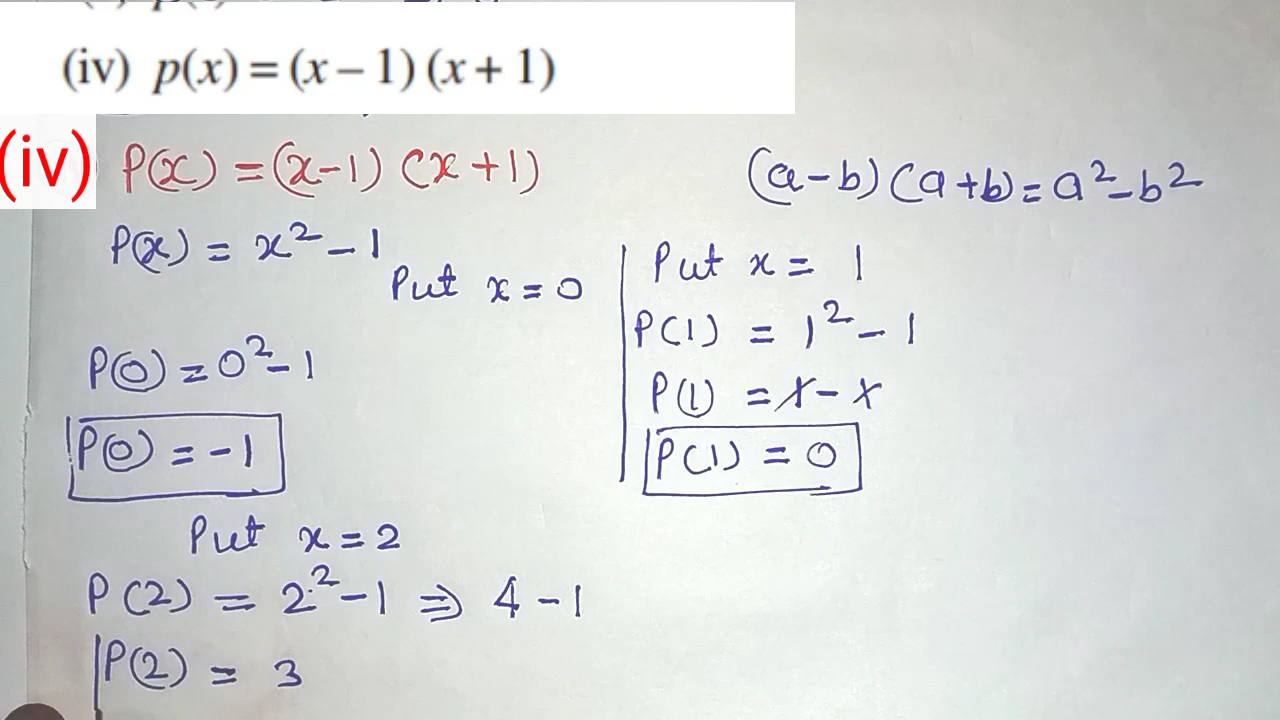 (iv) p(x) = (x – 1) (x + 1)
(iv)
P(x) = (x-1) (x+1)
(a-b) (a+b) = a²-b²
P(x) = x² - 1
Put x = 0
P(0) = 0² - 1
P(0) = -1
Put x = 1
P(1) = 1² - 1
P(1) = 1 - 1
P(1) = 0
Put x = 2
P(2) = 2² - 1 ⇒ 4 - 1
P(2) = 3